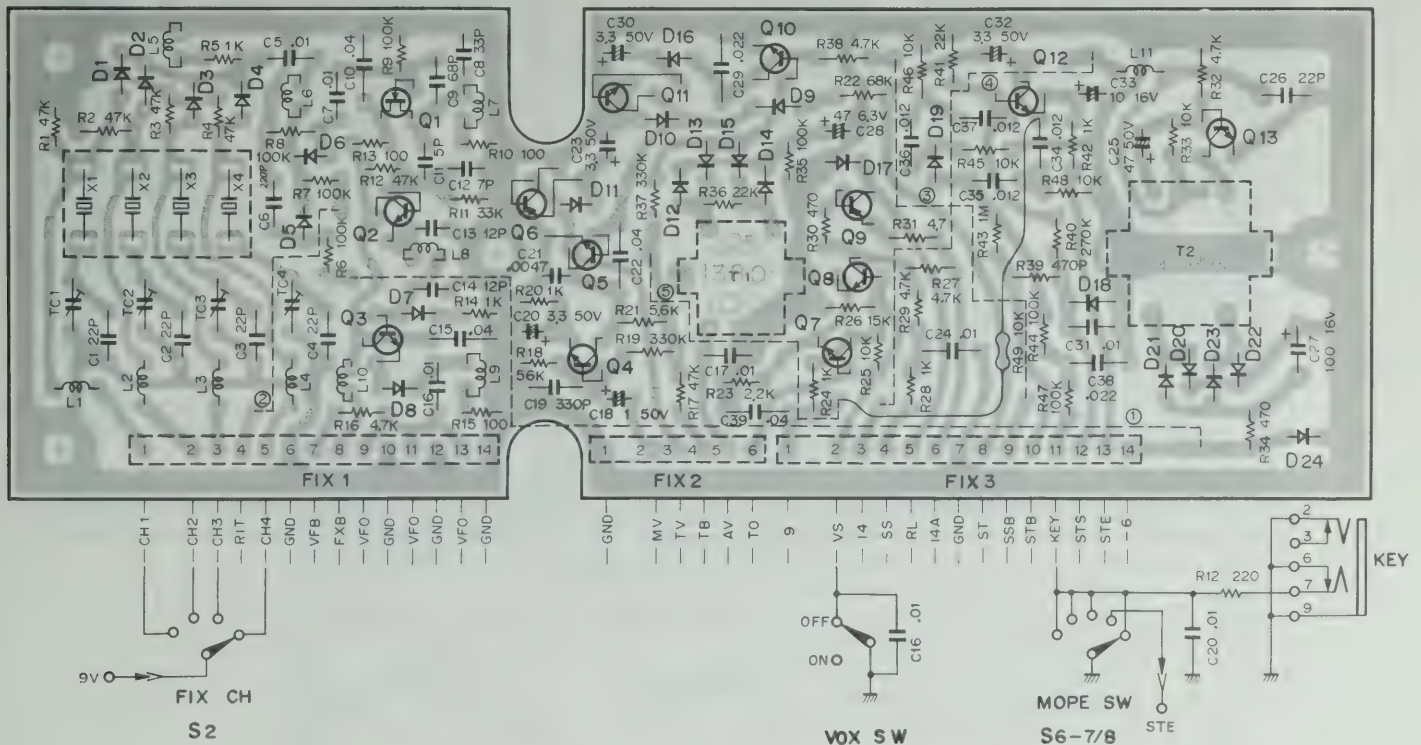 D1
D2
L5
R5 1K
D3
D4
C5 .01
R1 47K
R2 47K
R3 47K
R4 47K
L6
C7 .01
C10 .04
R9 100K
Q1
C9 68P
C8 33P
L7
R8 100K
D6
R13 100
R12 47K
C11 5P
C12 7P
R10 100
R11 33K
X1
X2
X3
X4
C6 220P
R7 100K
D5
R6 100K
Q2
C13 12P
L8
C14 12P
R14 1K
TC1
TC2
TC3
TC4
C1 22P
C2 22P
C3 22P
C4 22P
D7
Q3
C15 .04
L1
L2
L3
L4
L10
D8
C16 .01
L9
R16 4.7K
R15 100
②
C30 3.3 50V
D16
Q10
C29 .022
Q11
D9
D10
D13
D15
D14
C23 3.3 50V
R35 100K
D11
Q6
R37 330K
D12
R36 22K
Q5
C22 .04
C21 .0047
R20 1K
C20 3.3 50V
R21 5.6K
R19 330K
R18 56K
Q4
C19 330P
C18 1 50V
R17 47K
C17 .01
R23 2.2K
C39 .04
⑤
R38 4.7K
R22 68K
47 6.3V
C28
D17
R46 10K
R41 22K
C36 .012
D19
③
C32 3.3 50V
Q12
④
C37 .012
R45 10K
C35 .012
C34 .012
R42 1K
R48 10K
L11
C33 10 16V
C25 47 50V
R33 10K
R32 4.7K
C26 22P
Q13
R30 470
Q9
R31 4.7
Q8
R27 4.7K
R29 4.7K
R26 15K
Q7
R24 1K
R25 10K
R28 1K
C24 .01
R43 1M
R40 270K
R39 470P
R49 10K
R44 100K
D18
C31 .01
C38 .022
R47 100K
①
T2
D21
D20
D23
D22
C27 100 16V
R34 470
D24
1 2 3 4 5 6 7 8 9 10 11 12 13 14
FIX 1
1 2 3 4 5 6
FIX2
1 2 3 4 5 6 7 8 9 10 11 12 13 14
FIX 3
CH1
CH2
CH3
RIT
CH4
GND
VFB
FXB
VFO
GND
VFO
GND
VFO
GND
GND
MV
TV
TB
AV
TO
9
VS
14
SS
RL
14A
GND
ST
SSB
STB
KEY
STS
STE
-6
9V
FIX CH
S2
OFF
ON
C16 .01
VOX SW
MOPE SW
S6-7/8
STE
R12 220
C20 .01
2
3
6
7
9
KEY